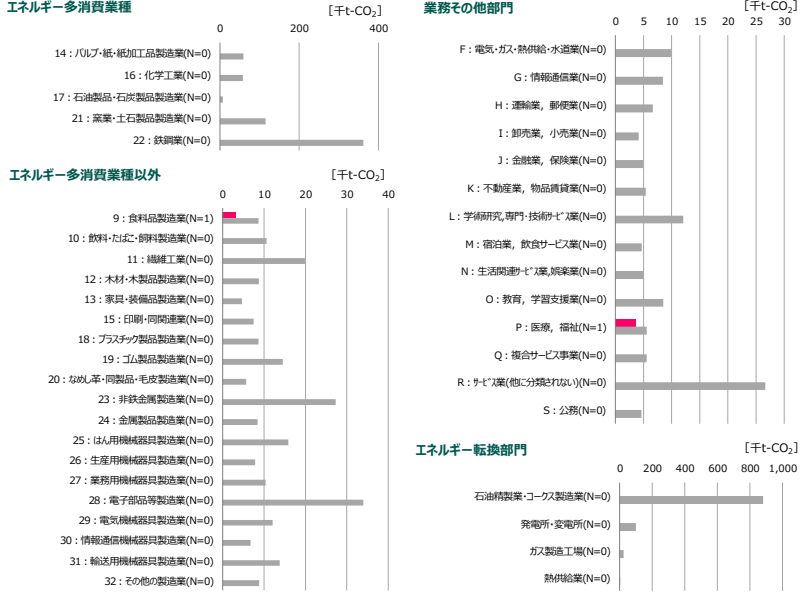 エネルギー多消費業種
[千t-CO₂]
0 200 400
14：パルプ・紙・紙加工品製造業(N=0)
16：化学工業(N=0)
17：石油製品・石炭製品製造業(N=0)
21：窯業・土石製品製造業(N=0)
22：鉄鋼業(N=0)
エネルギー多消費業種以外
[千t-CO₂]
0 10 20 30 40
9：食料品製造業(N=1)
10：飲料・たばこ・飼料製造業(N=0)
11：繊維工業(N=0)
12：木材・木製品製造業(N=0)
13：家具・装備品製造業(N=0)
15：印刷・同関連業(N=0)
18：プラスチック製品製造業(N=0)
19：ゴム製品製造業(N=0)
20：なめし革・同製品・毛皮製造業(N=0)
23：非鉄金属製造業(N=0)
24：金属製品製造業(N=0)
25：はん用機械器具製造業(N=0)
26：生産用機械器具製造業(N=0)
27：業務用機械器具製造業(N=0)
28：電子部品等製造業(N=0)
29：電気機械器具製造業(N=0)
30：情報通信機械器具製造業(N=0)
31：輸送用機械器具製造業(N=0)
32：その他の製造業(N=0)
業務その他部門
[千t-CO₂]
0 5 10 15 20 25 30
F：電気・ガス・熱供給・水道業(N=0)
G：情報通信業(N=0)
H：運輸業，郵便業(N=0)
I：卸売業，小売業(N=0)
J：金融業，保険業(N=0)
K：不動産業，物品賃貸業(N=0)
L：学術研究,専門・技術ｻｰﾋﾞｽ業(N=0)
M：宿泊業，飲食サービス業(N=0)
N：生活関連ｻｰﾋﾞｽ業,娯楽業(N=0)
O：教育，学習支援業(N=0)
P：医療，福祉(N=1)
Q：複合サービス事業(N=0)
R：ｻｰﾋﾞｽ業(他に分類されない)(N=0)
S：公務(N=0)
エネルギー転換部門
[千t-CO₂]
0 200 400 600 800 1,000
石油精製業・コークス製造業(N=0)
発電所・変電所(N=0)
ガス製造工場(N=0)
熱供給業(N=0)